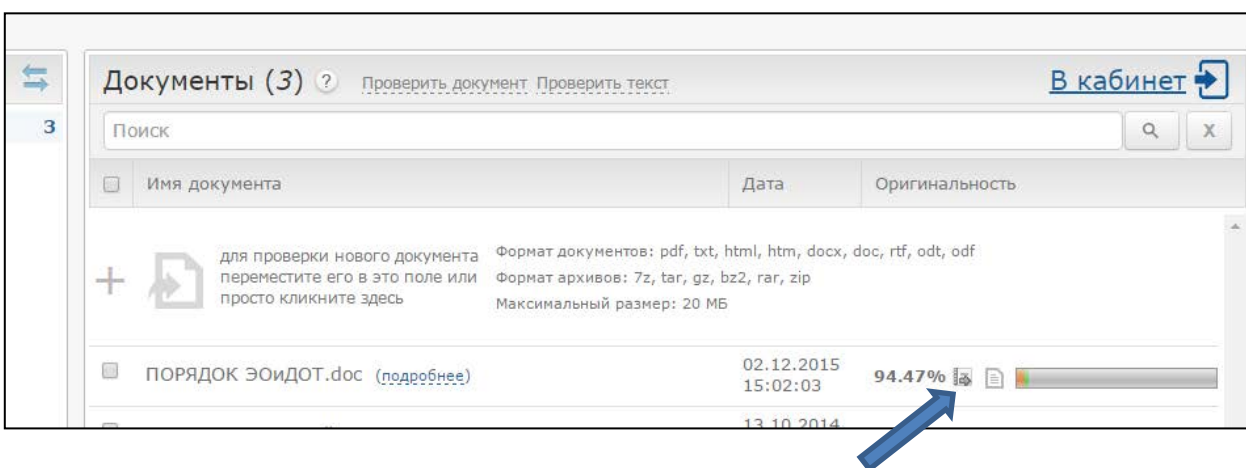 Документы (3) ? Проверить документ Проверить текст В кабинет
3
Поиск X
Имя документа Дата Оригинальность
для проверки нового документа
переместите его в это поле или
просто кликните здесь
Формат документов: pdf, txt, html, htm, docx, doc, rtf, odt, odf
Формат архивов: 7z, tar, gz, bz2, rar, zip
Максимальный размер: 20 МБ
ПОРЯДОК ЭОиДОТ.doc (подробнее) 02.12.2015
15:02:03 94.47%
13.10.2014